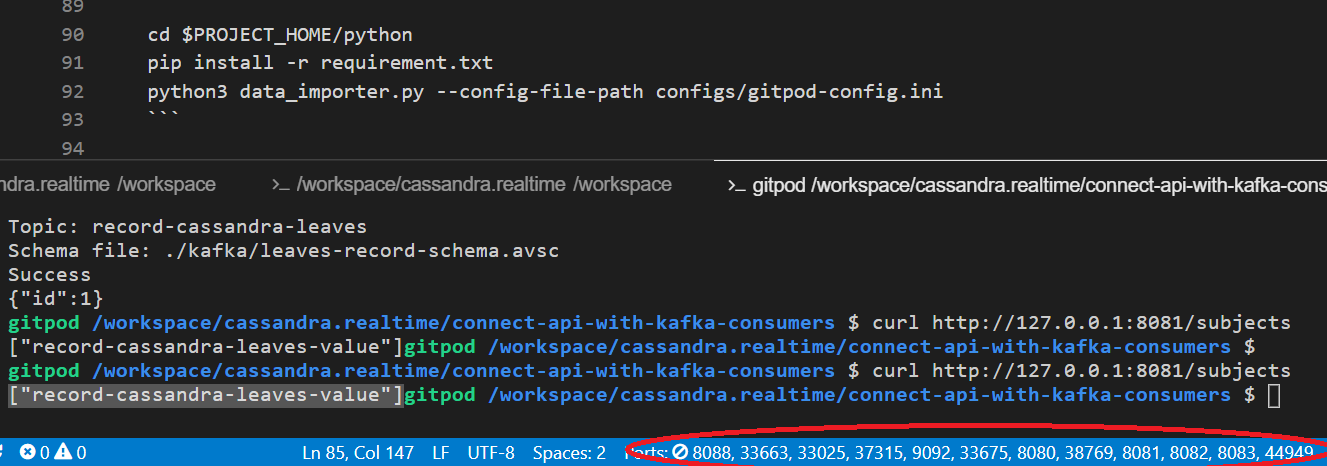 89
90 cd $PROJECT_HOME/python
91 pip install -r requirement.txt
92 python3 data_importer.py --config-file-path configs/gitpod-config.ini
93 ```
94
ndra.realtime /workspace >_ /workspace/cassandra.realtime /workspace >_ gitpod /workspace/cassandra.realtime/connect-api-with-kafka-cons
Topic: record-cassandra-leaves
Schema file: ./kafka/leaves-record-schema.avsc
Success
{"id":1}
gitpod /workspace/cassandra.realtime/connect-api-with-kafka-consumers $ curl http://127.0.0.1:8081/subjects
["record-cassandra-leaves-value"]gitpod /workspace/cassandra.realtime/connect-api-with-kafka-consumers $
gitpod /workspace/cassandra.realtime/connect-api-with-kafka-consumers $ curl http://127.0.0.1:8081/subjects
["record-cassandra-leaves-value"]gitpod /workspace/cassandra.realtime/connect-api-with-kafka-consumers $
0 0 Ln 85, Col 147 LF UTF-8 Spaces: 2 Ports: 8088, 33663, 33025, 37315, 9092, 33675, 8080, 38769, 8081, 8082, 8083, 44949